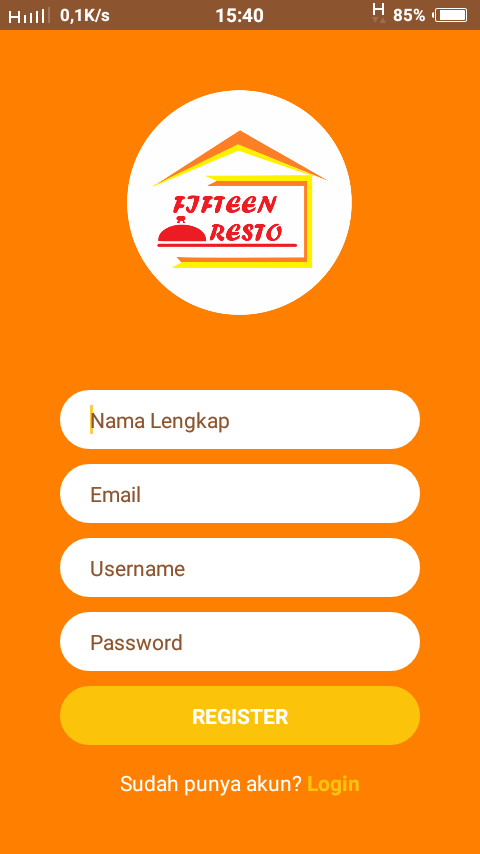 H 0,1K/s 15:40 H 85%
FIFTEEN
RESTO
Nama Lengkap
Email
Username
Password
REGISTER
Sudah punya akun? Login